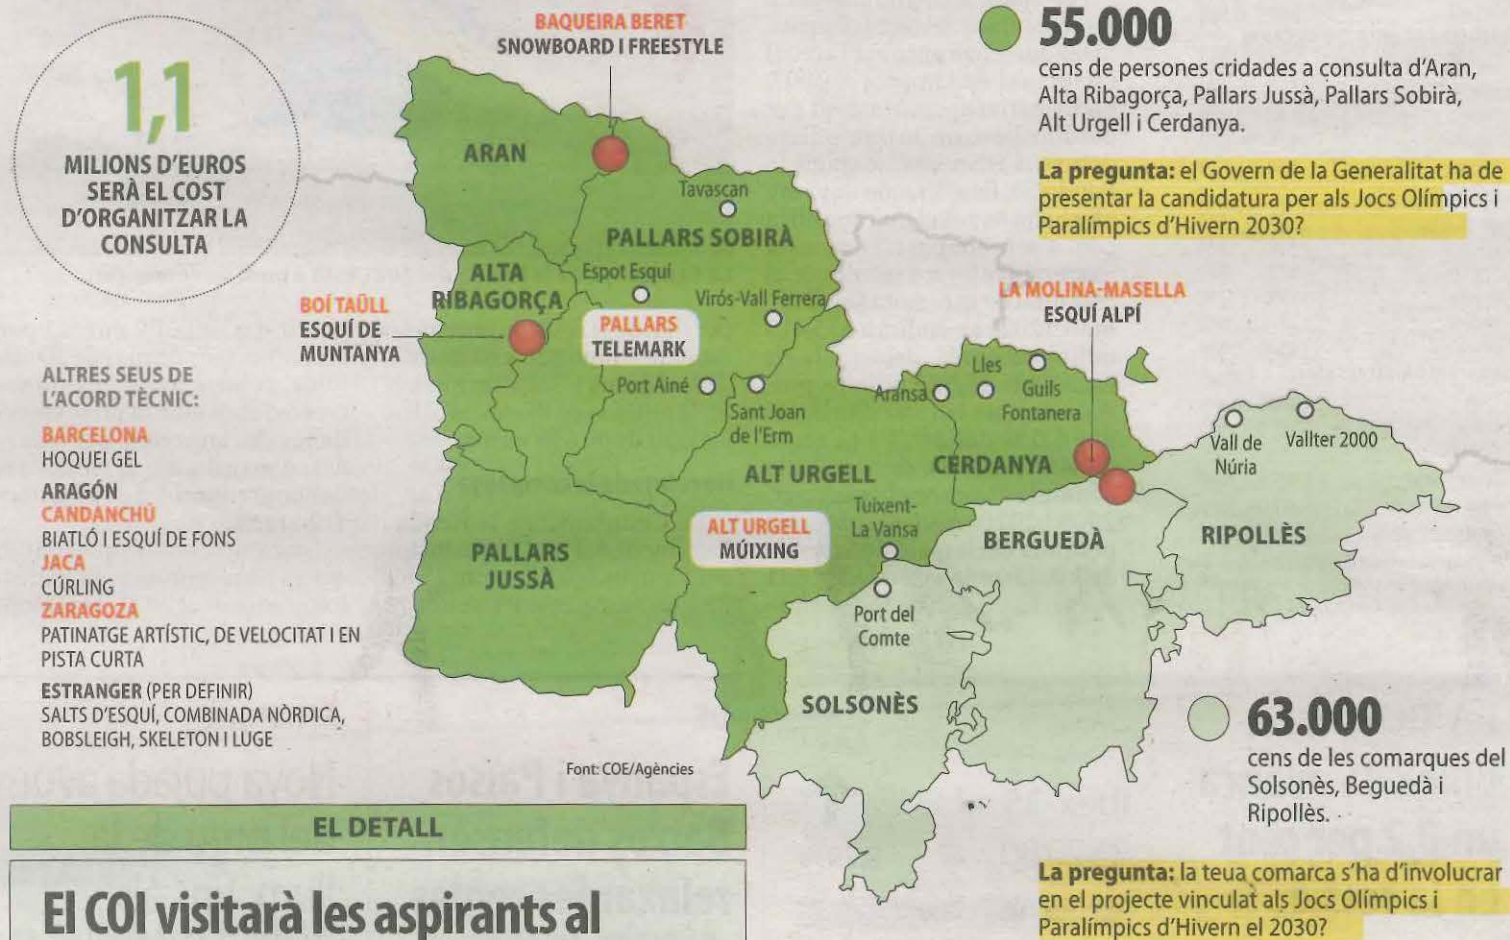 1,1
MILIONS D'EUROS
SERÀ EL COST
D'ORGANITZAR LA
CONSULTA
BAQUEIRA BERET
SNOWBOARD I FREESTYLE
55.000
cens de persones cridades a consulta d'Aran,
Alta Ribagorça, Pallars Jussà, Pallars Sobirà,
Alt Urgell i Cerdanya.
La pregunta: el Govern de la Generalitat ha de
presentar la candidatura per als Jocs Olímpics i
Paralímpics d'Hivern 2030?
ARAN
Tavascan
PALLARS SOBIRÀ
ALTA
RIBAGORÇA
Espot Esquí
Virós-Vall Ferrera
BOÍ TAÜLL
ESQUÍ DE
MUNTANYA
PALLARS
TELEMARK
LA MOLINA-MASELLA
ESQUÍ ALPÍ
Port Ainé
Sant Joan
de l'Erm
Aransa
Lles
Guils
Fontanera
Vall de
Núria
Vallter 2000
ALT URGELL
CERDANYA
Tuixent-
La Vansa
ALT URGELL
MÚIXING
BERGUEDÀ
RIPOLLÈS
PALLARS
JUSSÀ
Port del
Comte
SOLSONÈS
ALTRES SEUS DE
L'ACORD TÈCNIC:
BARCELONA
HOQUEI GEL
ARAGÓN
CANDANCHÚ
BIATLÓ I ESQUÍ DE FONS
JACA
CÚRLING
ZARAGOZA
PATINATGE ARTÍSTIC, DE VELOCITAT I EN
PISTA CURTA
ESTRANGER (PER DEFINIR)
SALTS D'ESQUÍ, COMBINADA NÒRDICA,
BOBSLEIGH, SKELETON I LUGE
Font: COE/Agències
63.000
cens de les comarques del
Solsonès, Beguedà i
Ripollès.
La pregunta: la teua comarca s'ha d'involucrar
en el projecte vinculat als Jocs Olímpics i
Paralímpics d'Hivern el 2030?
EL DETALL
El COI visitarà les aspirants al